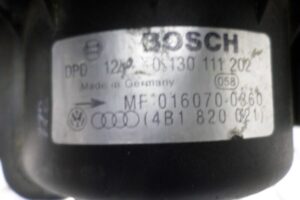 BOSCH
DPD 12V 0 130 111 202
Made in Germany 058
MF 016070-0860
(4B1 820 021)